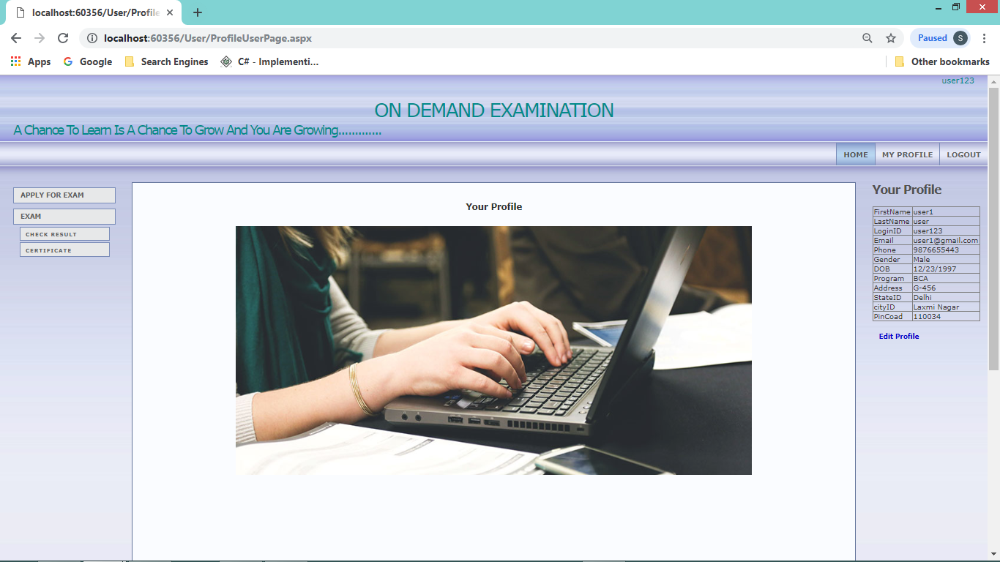 localhost:60356/User/Profile
localhost:60356/User/ProfileUserPage.aspx
Paused S
Apps Google Search Engines C# - Implementi... Other bookmarks
user123
ON DEMAND EXAMINATION
A Chance To Learn Is A Chance To Grow And You Are Growing.............
HOME MY PROFILE LOGOUT
APPLY FOR EXAM
EXAM
CHECK RESULT
CERTIFICATE
Your Profile
Your Profile
FirstName user1
LastName user
LoginID user123
Email user1@gmail.com
Phone 9876655443
Gender Male
DOB 12/23/1997
Program BCA
Address G-456
StateID Delhi
cityID Laxmi Nagar
PinCoad 110034
Edit Profile